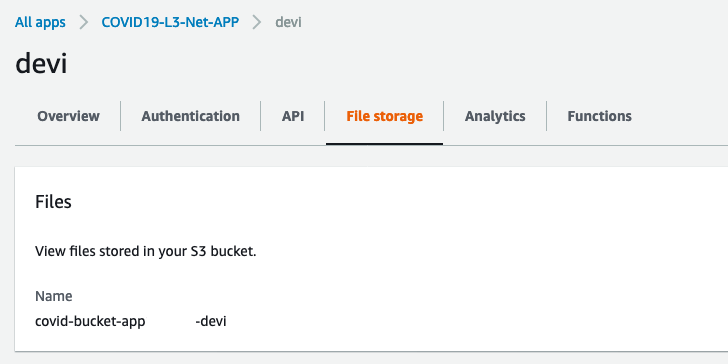 All apps > COVID19-L3-Net-APP > devi
devi
Overview Authentication API File storage Analytics Functions
Files
View files stored in your S3 bucket.
Name
covid-bucket-app -devi